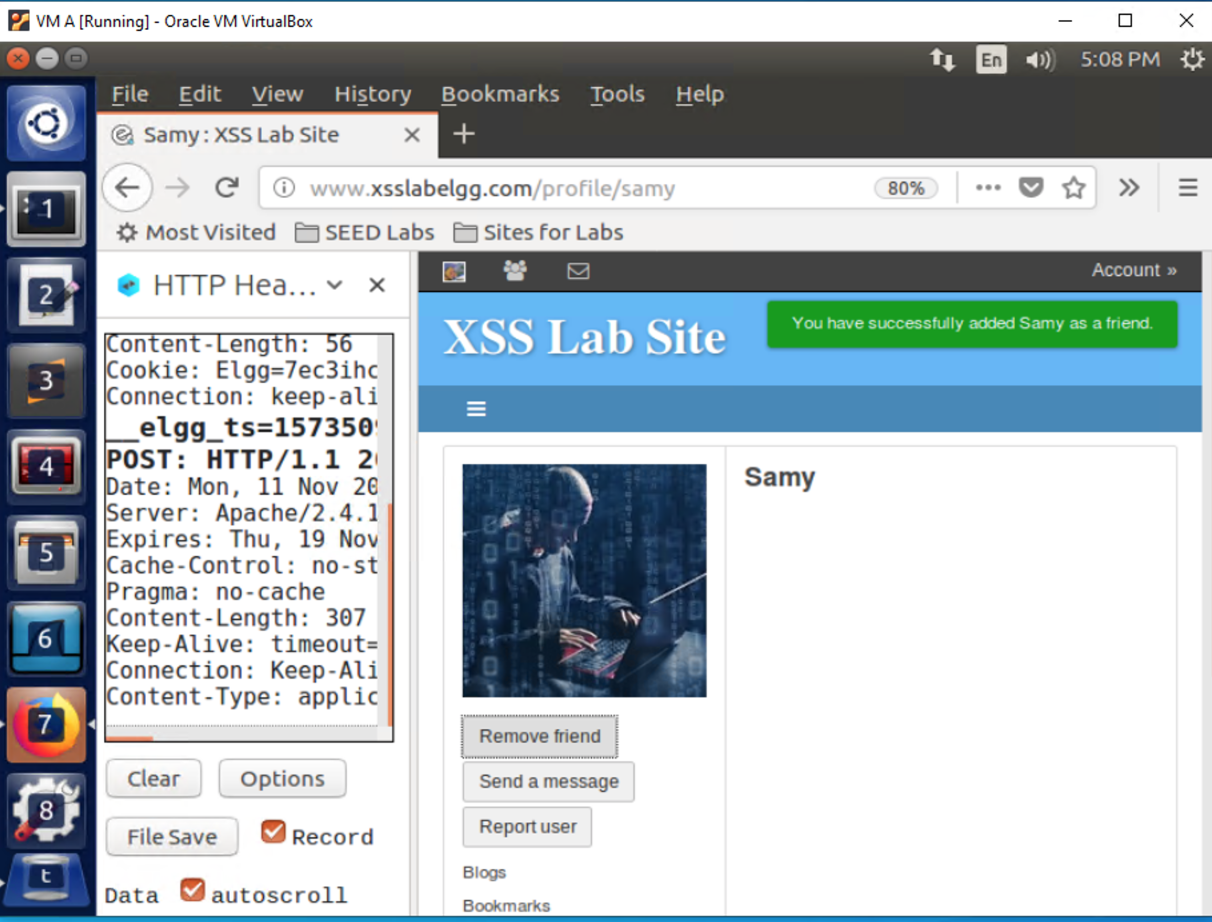 VM A [Running] - Oracle VM VirtualBox
En 5:08 PM
File Edit View History Bookmarks Tools Help
Samy : XSS Lab Site
www.xsslabelgg.com/profile/samy 80%
Most Visited SEED Labs Sites for Labs
1
2
3
4
5
6
7
8
t
HTTP Hea...
Content-Length: 56
Cookie: Elgg=7ec3ihc
Connection: keep-ali
__elgg_ts=157350
POST: HTTP/1.1 2
Date: Mon, 11 Nov 20
Server: Apache/2.4.1
Expires: Thu, 19 Nov
Cache-Control: no-st
Pragma: no-cache
Content-Length: 307
Keep-Alive: timeout=
Connection: Keep-Ali
Content-Type: applic
Clear Options
File Save Record
Data autoscroll
Account »
XSS Lab Site
You have successfully added Samy as a friend.
Samy
Remove friend
Send a message
Report user
Blogs
Bookmarks